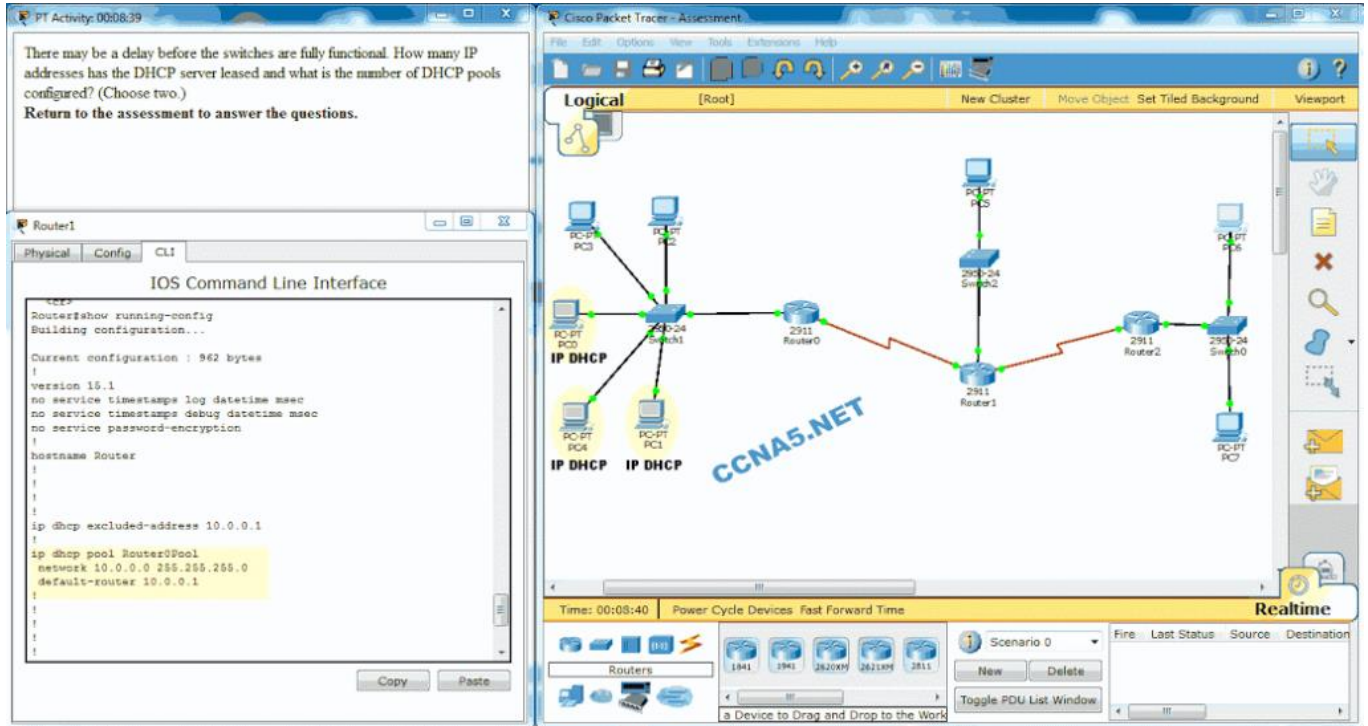 PT Activity: 00:08:39
There may be a delay before the switches are fully functional. How many IP
addresses has the DHCP server leased and what is the number of DHCP pools
configured? (Choose two.)
Return to the assessment to answer the questions.
Router1
Physical Config CLI
IOS Command Line Interface
<cr>
Router#show running-config
Building configuration...
Current configuration : 962 bytes
!
version 15.1
no service timestamps log datetime msec
no service timestamps debug datetime msec
no service password-encryption
!
hostname Router
!
!
!
!
ip dhcp excluded-address 10.0.0.1
!
ip dhcp pool Router0Pool
network 10.0.0.0 255.255.255.0
default-router 10.0.0.1
!
!
!
!
!
Copy Paste
Cisco Packet Tracer - Assessment
File Edit Options View Tools Extensions Help
Logical [Root] New Cluster Move Object Set Tiled Background Viewport
PC-PT
PC5
PC-PT
PC3
PC-PT
PC2
PC-PT
PC6
2950-24
Switch2
PC-PT
PC0
IP DHCP
2950-24
Switch1
2911
Router0
2911
Router2
2950-24
Switch0
2911
Router1
PC-PT
PC4
IP DHCP
PC-PT
PC1
IP DHCP
PC-PT
PC7
CCNA5.NET
Time: 00:08:40 Power Cycle Devices Fast Forward Time Realtime
Routers
1841 1941 2620XM 2621XM 2811
a Device to Drag and Drop to the Work
Scenario 0
New Delete
Toggle PDU List Window
Fire Last Status Source Destination